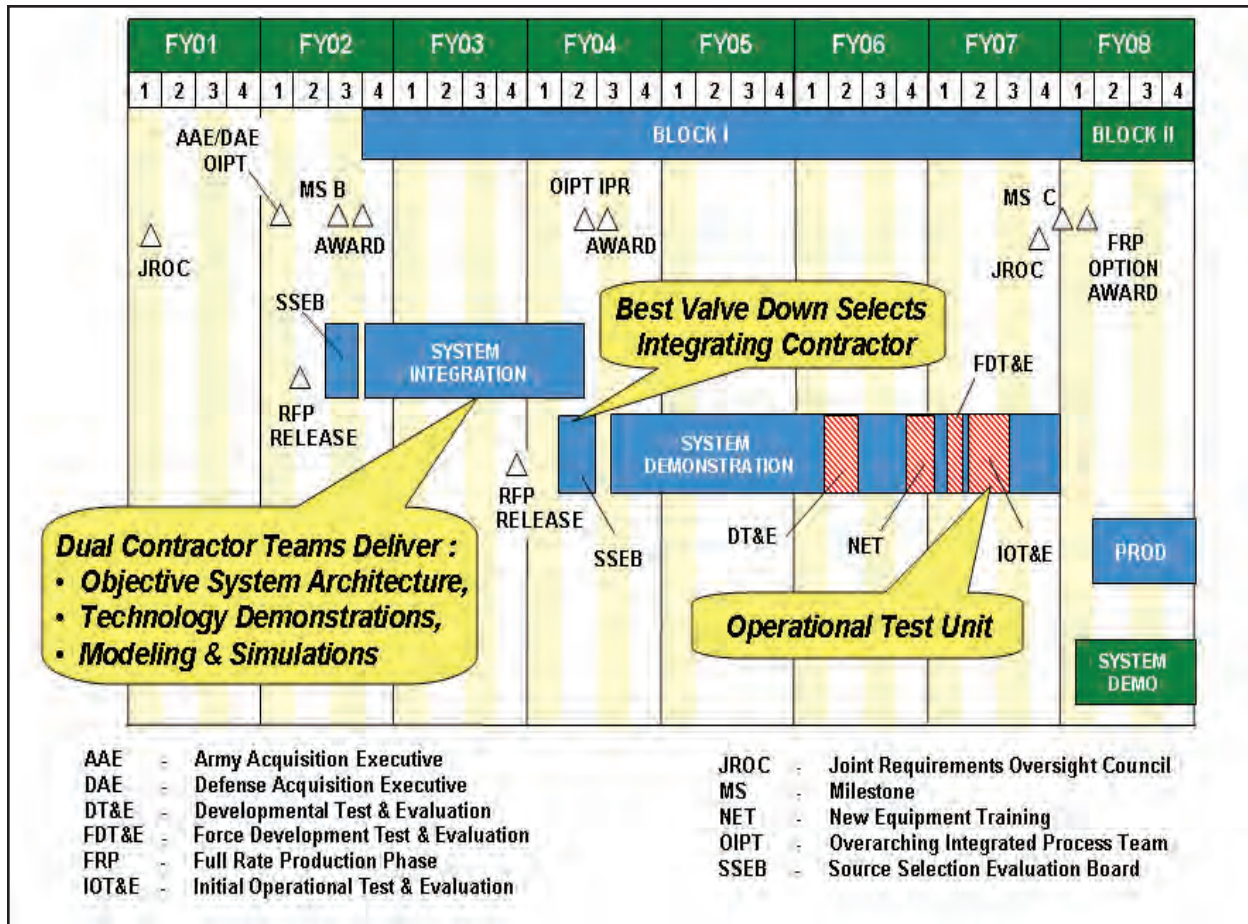 FY01 FY02 FY03 FY04 FY05 FY06 FY07 FY08
1 2 3 4 1 2 3 4 1 2 3 4 1 2 3 4 1 2 3 4 1 2 3 4 1 2 3 4 1 2 3 4
BLOCK I
BLOCK II
AAE/DAE
OIPT
MS B
AWARD
JROC
OIPT IPR
AWARD
MS C
JROC
FRP
OPTION
AWARD
SSEB
RFP
RELEASE
SYSTEM
INTEGRATION
Best Valve Down Selects
Integrating Contractor
FDT&E
RFP
RELEASE
SSEB
SYSTEM
DEMONSTRATION
DT&E
NET
IOT&E
Dual Contractor Teams Deliver :
• Objective System Architecture,
• Technology Demonstrations,
• Modeling & Simulations
Operational Test Unit
PROD
SYSTEM
DEMO
AAE - Army Acquisition Executive
DAE - Defense Acquisition Executive
DT&E - Developmental Test & Evaluation
FDT&E - Force Development Test & Evaluation
FRP - Full Rate Production Phase
IOT&E - Initial Operational Test & Evaluation
JROC - Joint Requirements Oversight Council
MS - Milestone
NET - New Equipment Training
OIPT - Overarching Integrated Process Team
SSEB - Source Selection Evaluation Board